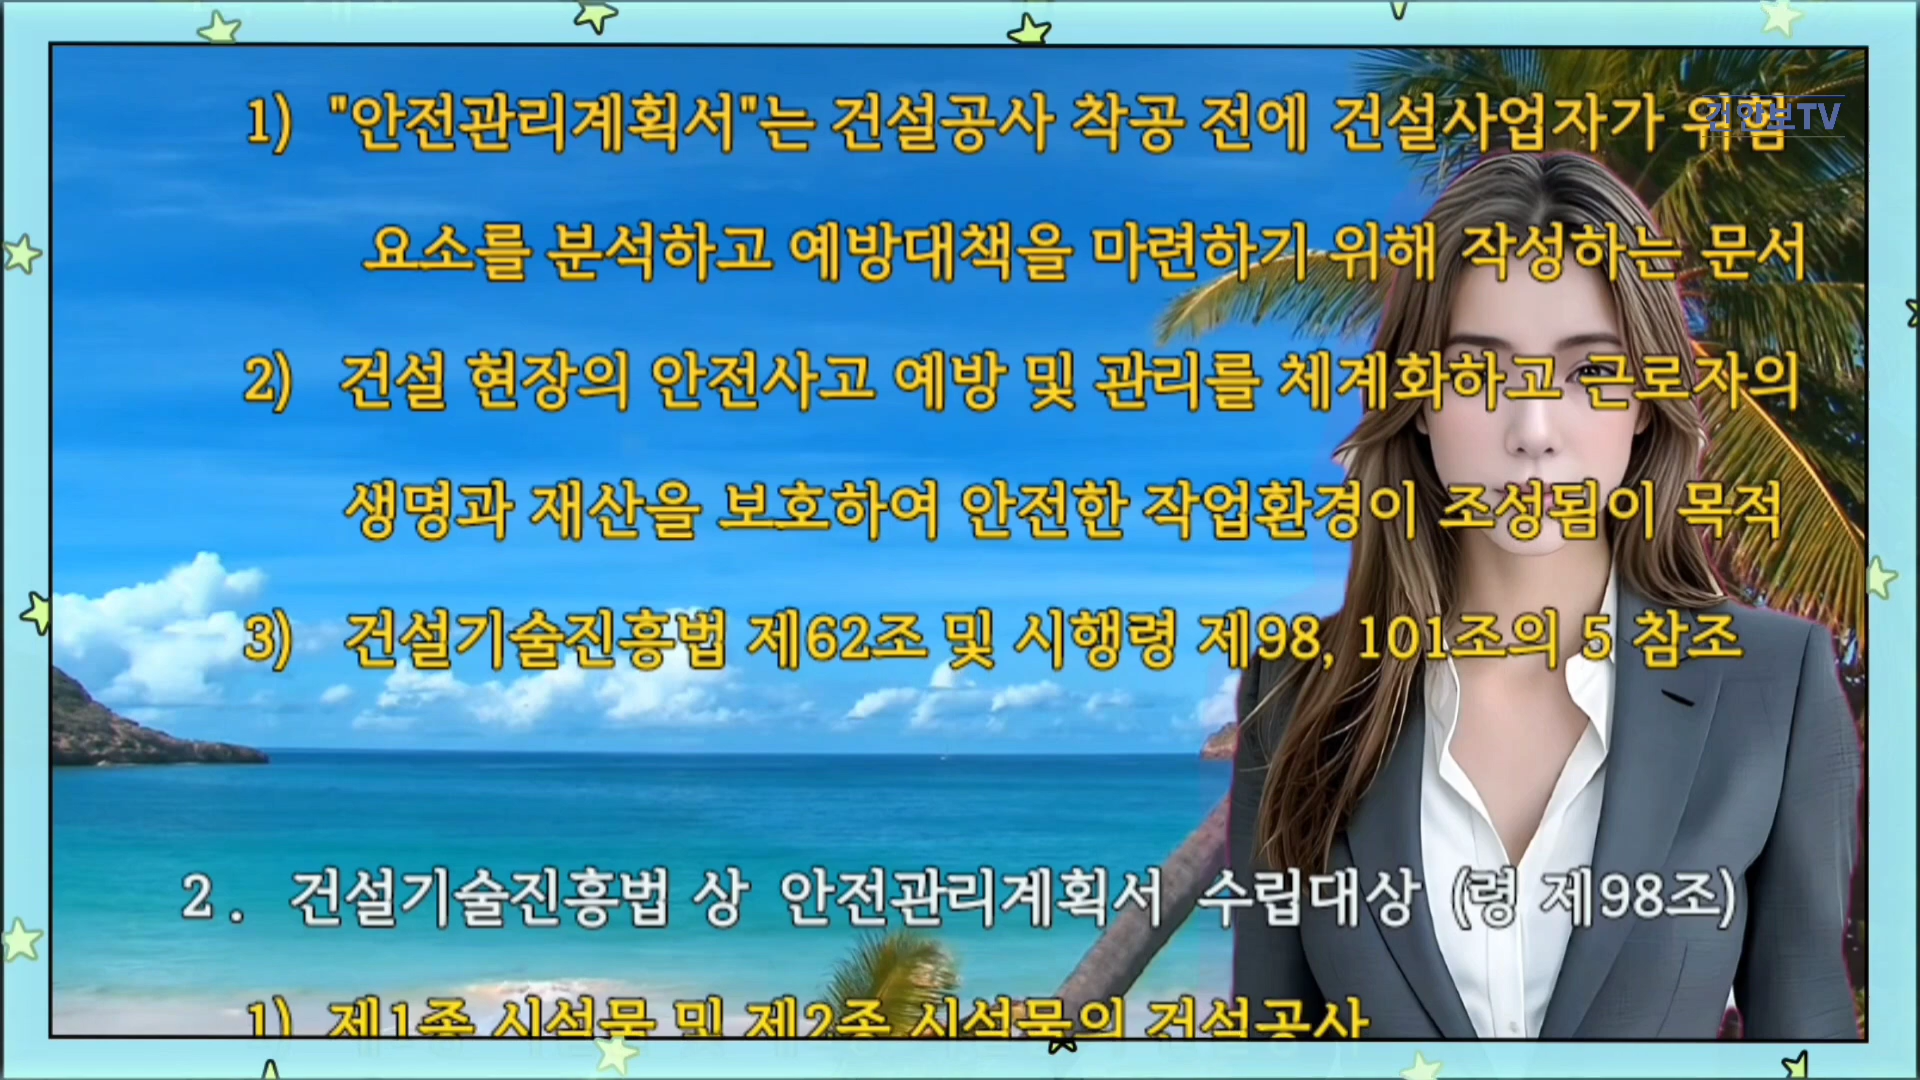 건안보TV
1) "안전관리계획서"는 건설공사 착공 전에 건설사업자가 위험
요소를 분석하고 예방대책을 마련하기 위해 작성하는 문서
2) 건설 현장의 안전사고 예방 및 관리를 체계화하고 근로자의
생명과 재산을 보호하여 안전한 작업환경이 조성됨이 목적
3) 건설기술진흥법 제62조 및 시행령 제98, 101조의 5 참조
2. 건설기술진흥법 상 안전관리계획서 수립대상 (령 제98조)
1) 제1종 시설물 및 제2종 시설물의 건설공사